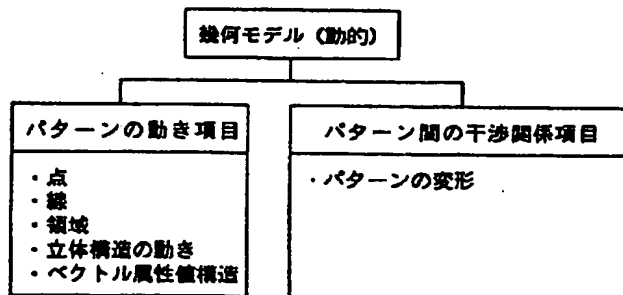 幾何モデル（動的）
パターンの動き項目
・点
・線
・領域
・立体構造の動き
・ベクトル属性値構造
パターン間の干渉関係項目
・パターンの変形